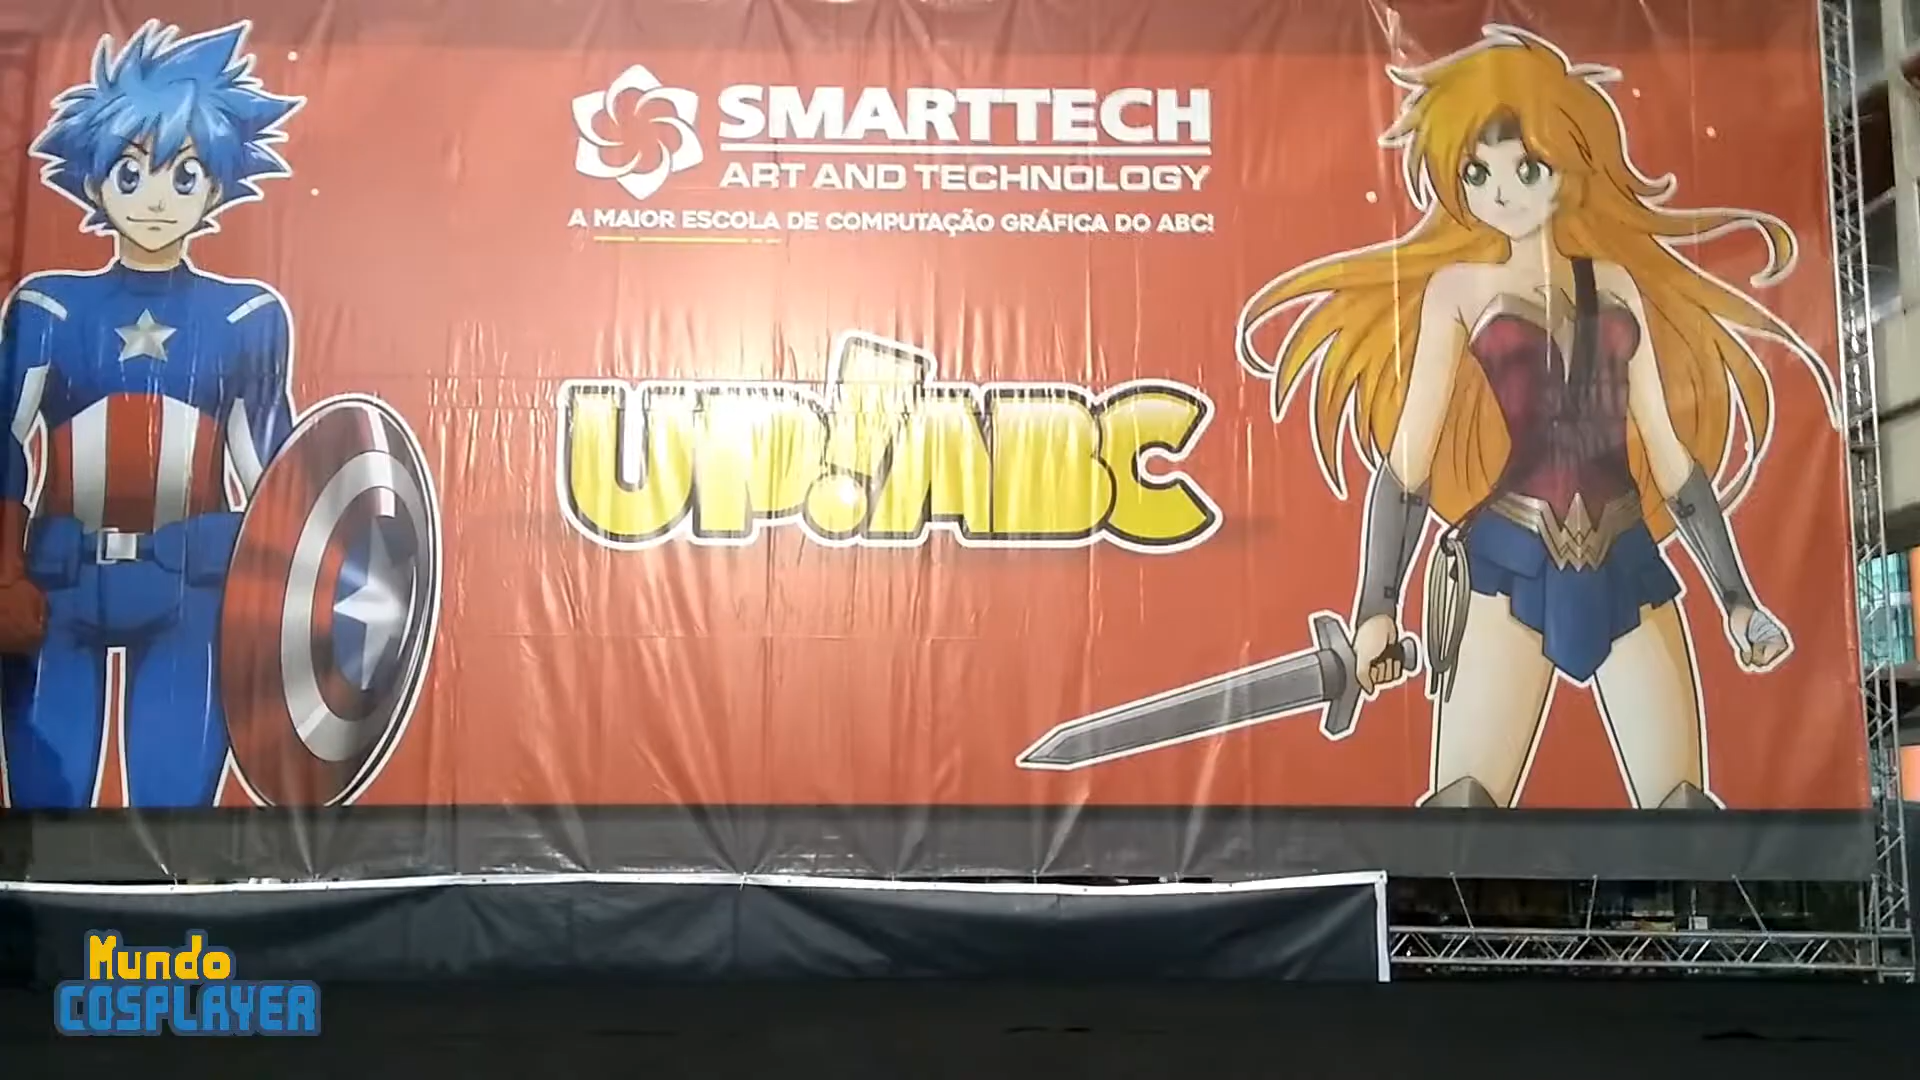 SMARTTECH
ART AND TECHNOLOGY
A MAIOR ESCOLA DE COMPUTAÇÃO GRÁFICA DO ABC!
UP!ABC
Mundo
COSPLAYER